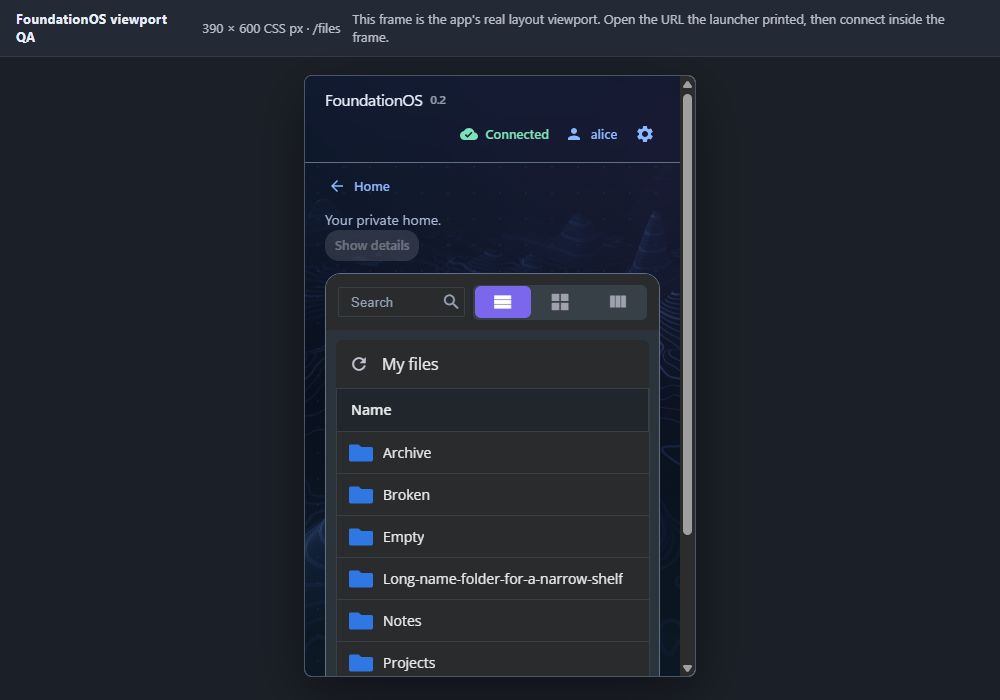 FoundationOS viewport QA
390 × 600 CSS px · /files
This frame is the app's real layout viewport. Open the URL the launcher printed, then connect inside the frame.
FoundationOS 0.2
Connected alice
Home
Your private home.
Show details
Search
My files
Name
Archive
Broken
Empty
Long-name-folder-for-a-narrow-shelf
Notes
Projects